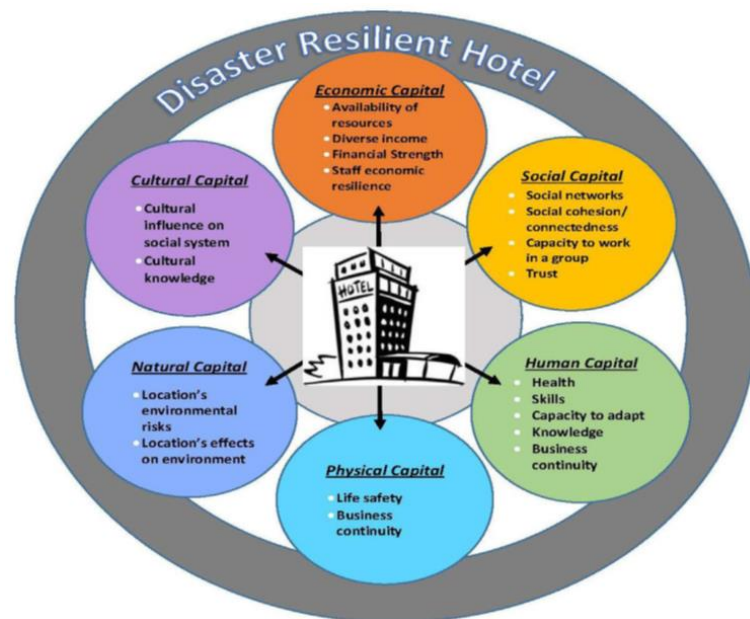 Disaster Resilient Hotel
Economic Capital
Availability of
resources
Diverse income
Financial Strength
Staff economic
resilience
Cultural Capital
Cultural
influence on
social system
Cultural
knowledge
Social Capital
Social networks
Social cohesion/
connectedness
Capacity to work
in a group
Trust
HOTEL
Natural Capital
Location's
environmental
risks
Location's effects
on environment
Human Capital
Health
Skills
Capacity to adapt
Knowledge
Business
continuity
Physical Capital
Life safety
Business
continuity